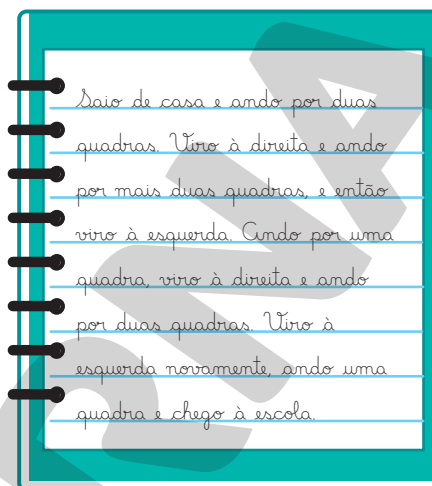 Saio de casa e ando por duas
quadras. Viro à direita e ando
por mais duas quadras, e então
viro à esquerda. Ando por uma
quadra, viro à direita e ando
por duas quadras. Viro à
esquerda novamente, ando uma
quadra e chego à escola.